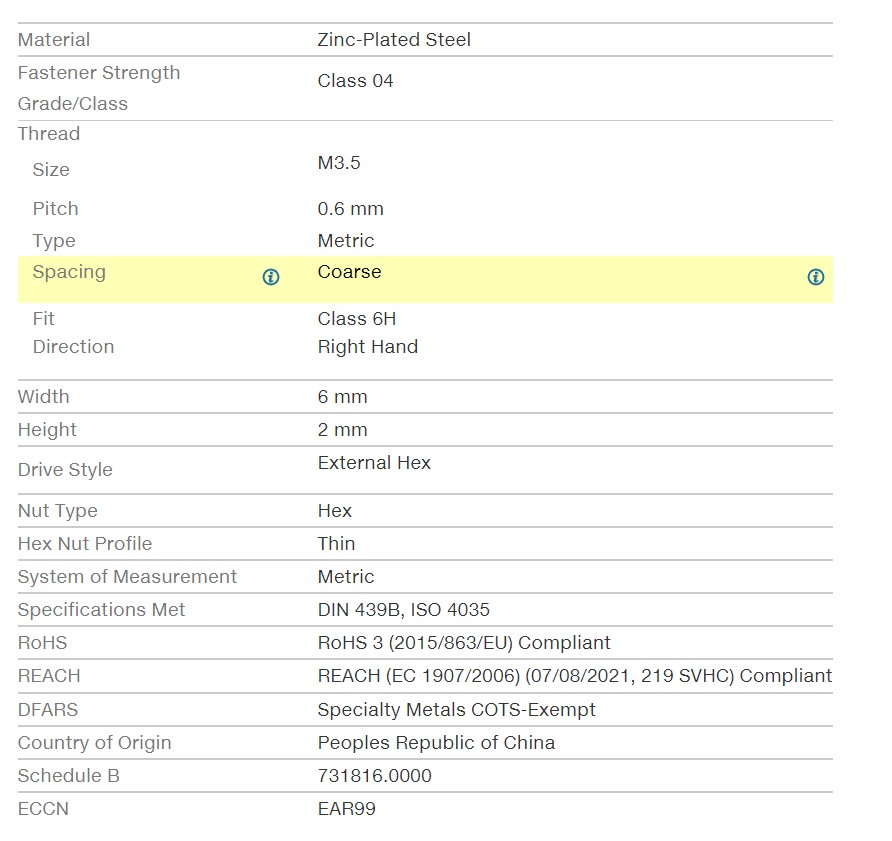 Material Zinc-Plated Steel
Fastener Strength
Grade/Class Class 04
Thread
Size M3.5
Pitch 0.6 mm
Type Metric
Spacing Coarse
Fit Class 6H
Direction Right Hand
Width 6 mm
Height 2 mm
Drive Style External Hex
Nut Type Hex
Hex Nut Profile Thin
System of Measurement Metric
Specifications Met DIN 439B, ISO 4035
RoHS RoHS 3 (2015/863/EU) Compliant
REACH REACH (EC 1907/2006) (07/08/2021, 219 SVHC) Compliant
DFARS Specialty Metals COTS-Exempt
Country of Origin Peoples Republic of China
Schedule B 731816.0000
ECCN EAR99